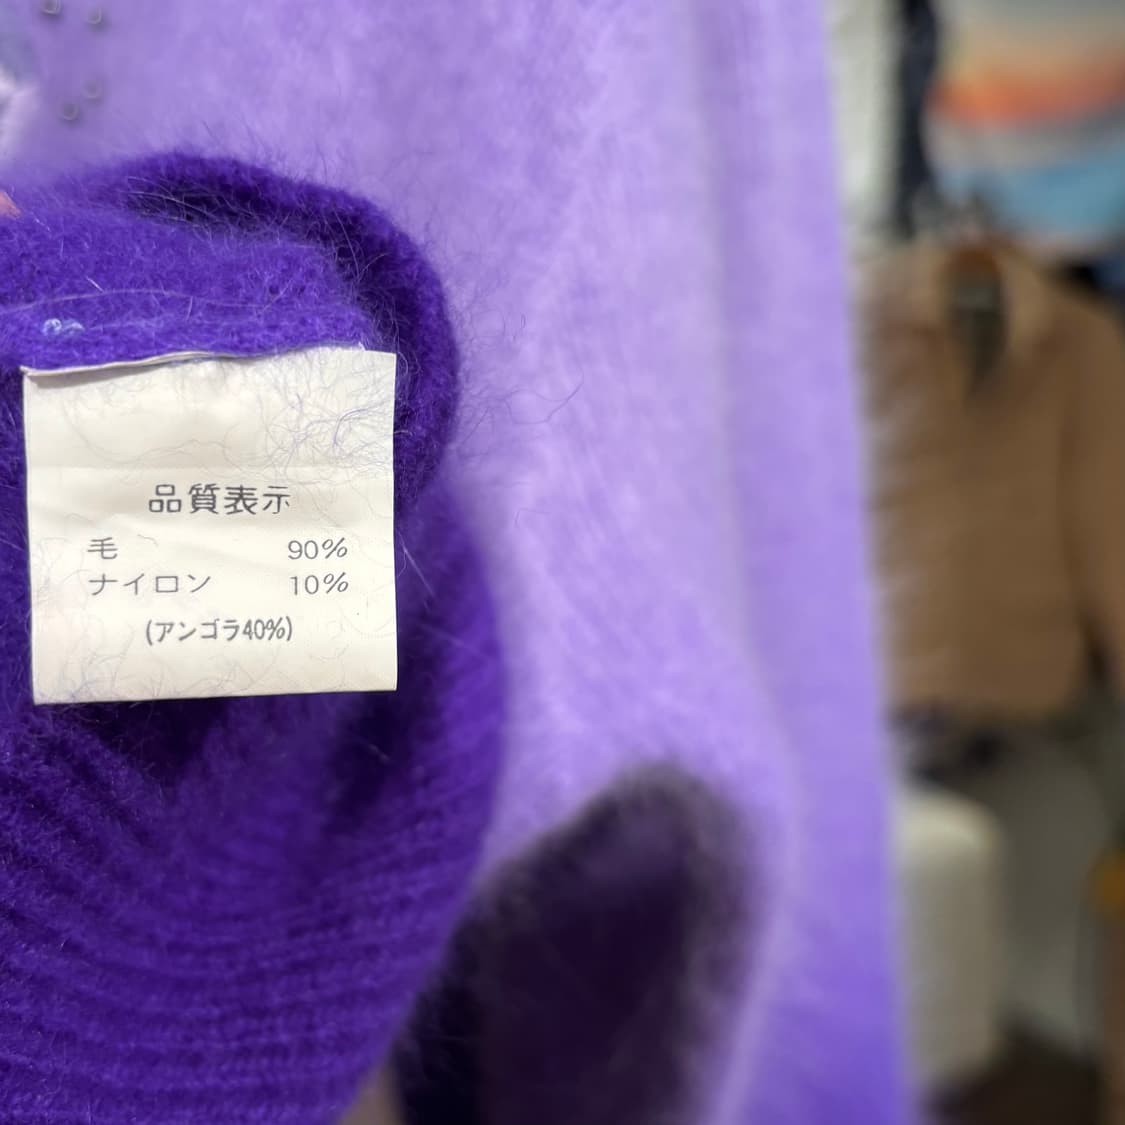 品質表示
毛 90%
ナイロン 10%
(アンゴラ40%)